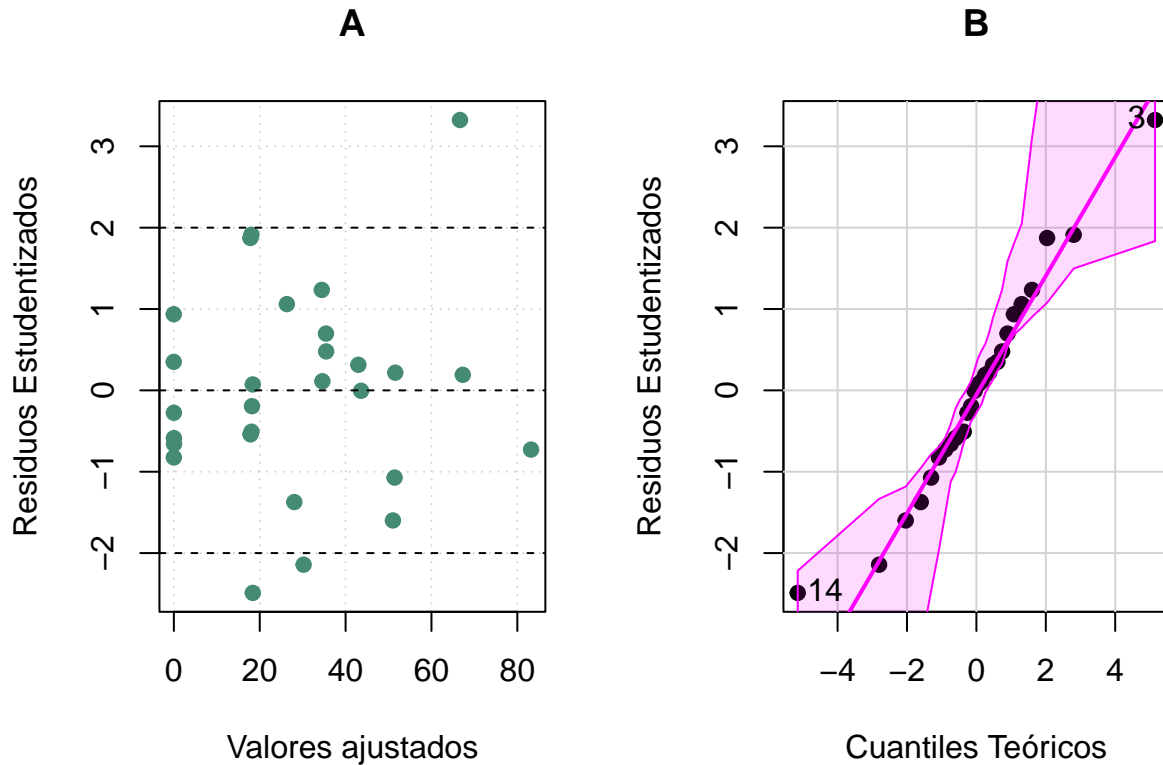 A
Residuos Estudentizados
3
2
1
0
−1
−2
0 20 40 60 80
Valores ajustados
B
Residuos Estudentizados
3
2
1
0
−1
−2
3
14
−4 −2 0 2 4
Cuantiles Teóricos